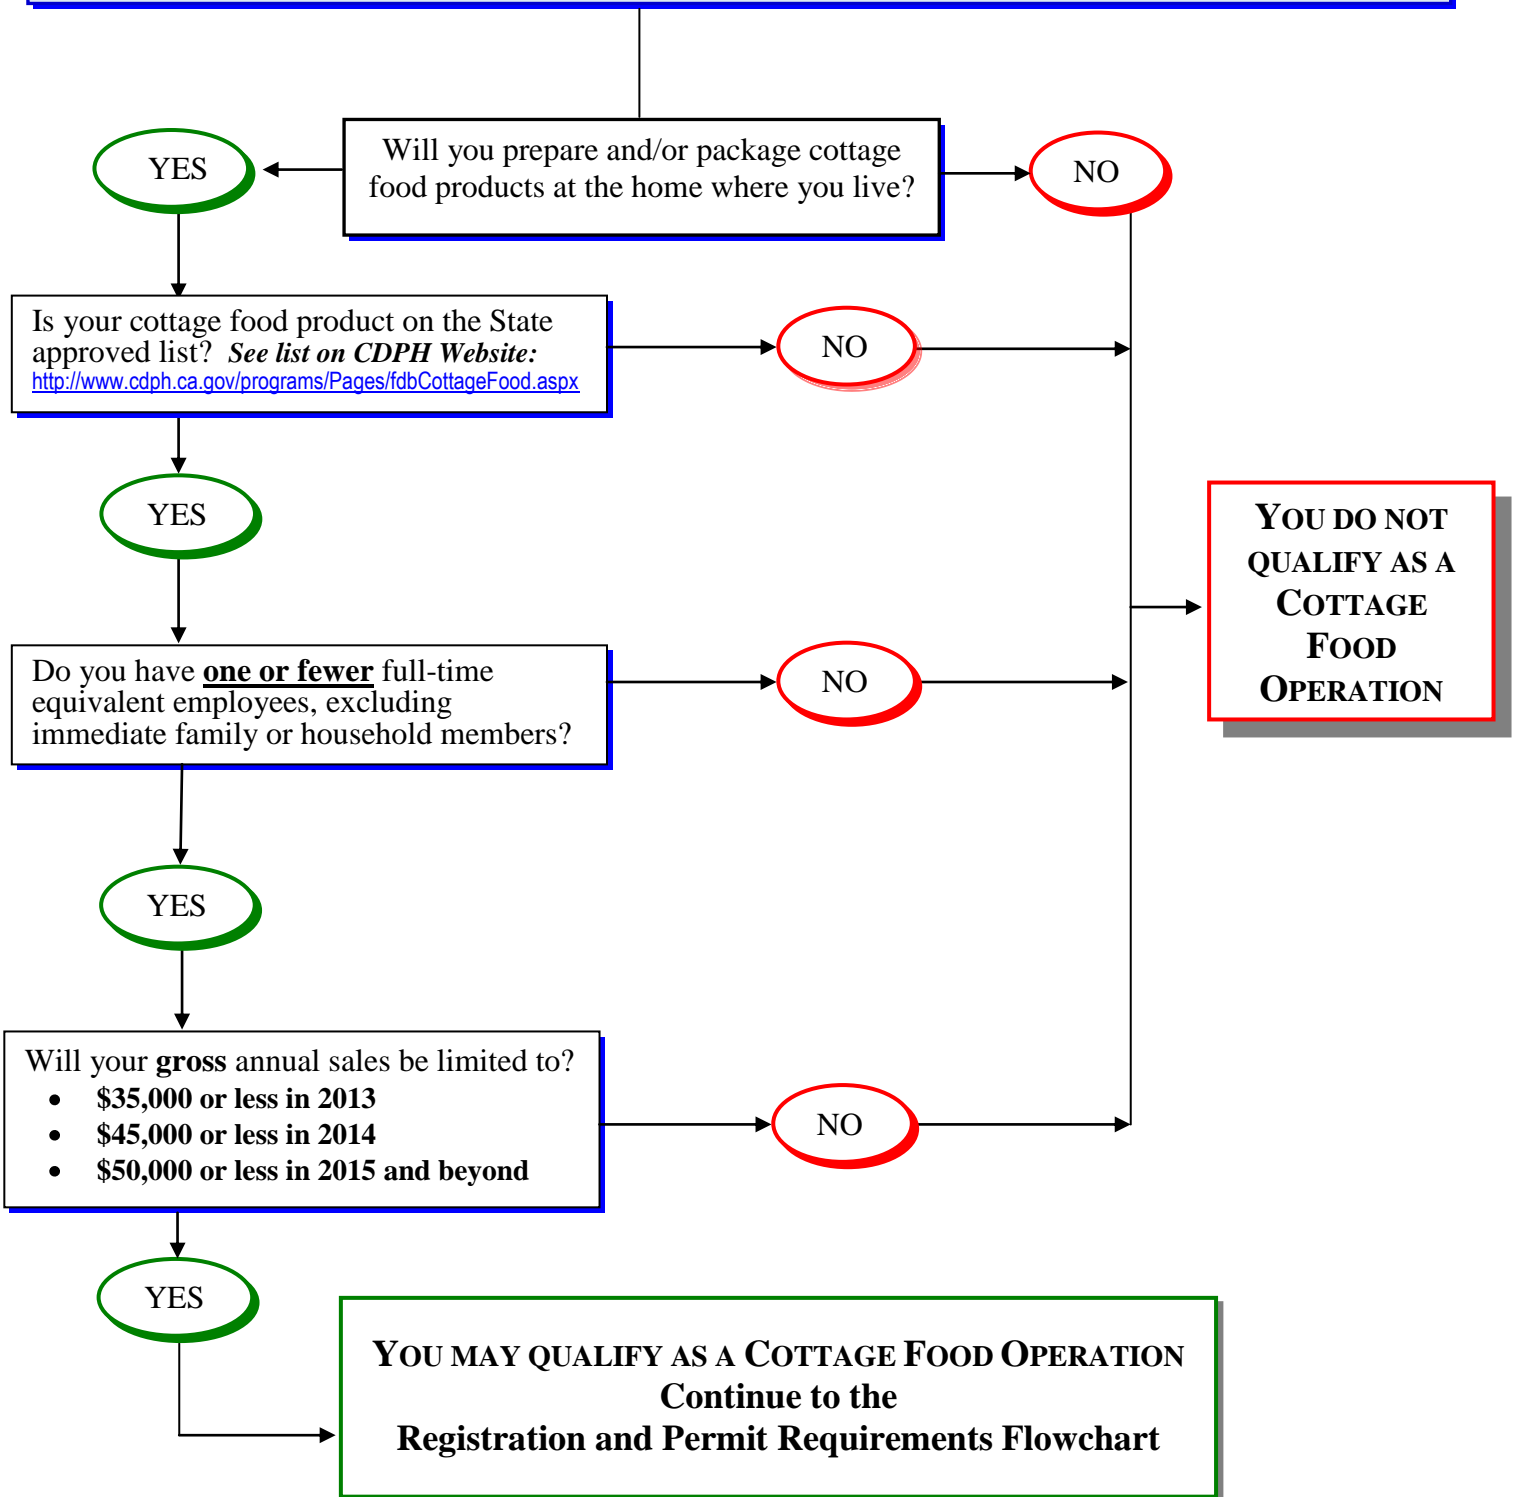 Will you prepare and/or package cottage
food products at the home where you live?
YES
NO
Is your cottage food product on the State
approved list? See list on CDPH Website:
http://www.cdph.ca.gov/programs/Pages/fdbCottageFood.aspx
NO
YES
YOU DO NOT
QUALIFY AS A
COTTAGE
FOOD
OPERATION
Do you have one or fewer full-time
equivalent employees, excluding
immediate family or household members?
NO
YES
Will your gross annual sales be limited to?
• $35,000 or less in 2013
• $45,000 or less in 2014
• $50,000 or less in 2015 and beyond
NO
YES
YOU MAY QUALIFY AS A COTTAGE FOOD OPERATION
Continue to the
Registration and Permit Requirements Flowchart